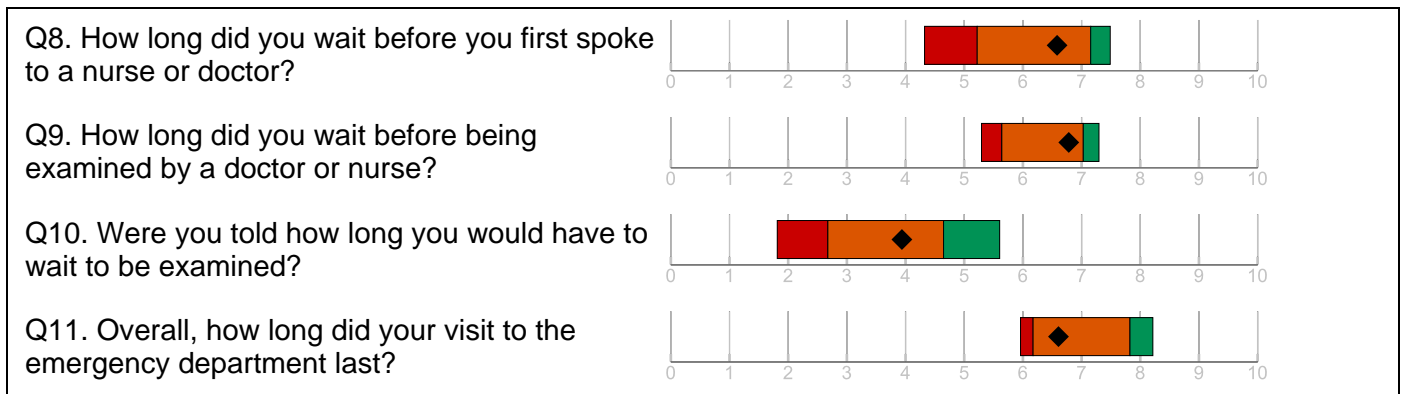 Q8. How long did you wait before you first spoke
to a nurse or doctor?
0 1 2 3 4 5 6 7 8 9 10
Q9. How long did you wait before being
examined by a doctor or nurse?
0 1 2 3 4 5 6 7 8 9 10
Q10. Were you told how long you would have to
wait to be examined?
0 1 2 3 4 5 6 7 8 9 10
Q11. Overall, how long did your visit to the
emergency department last?
0 1 2 3 4 5 6 7 8 9 10